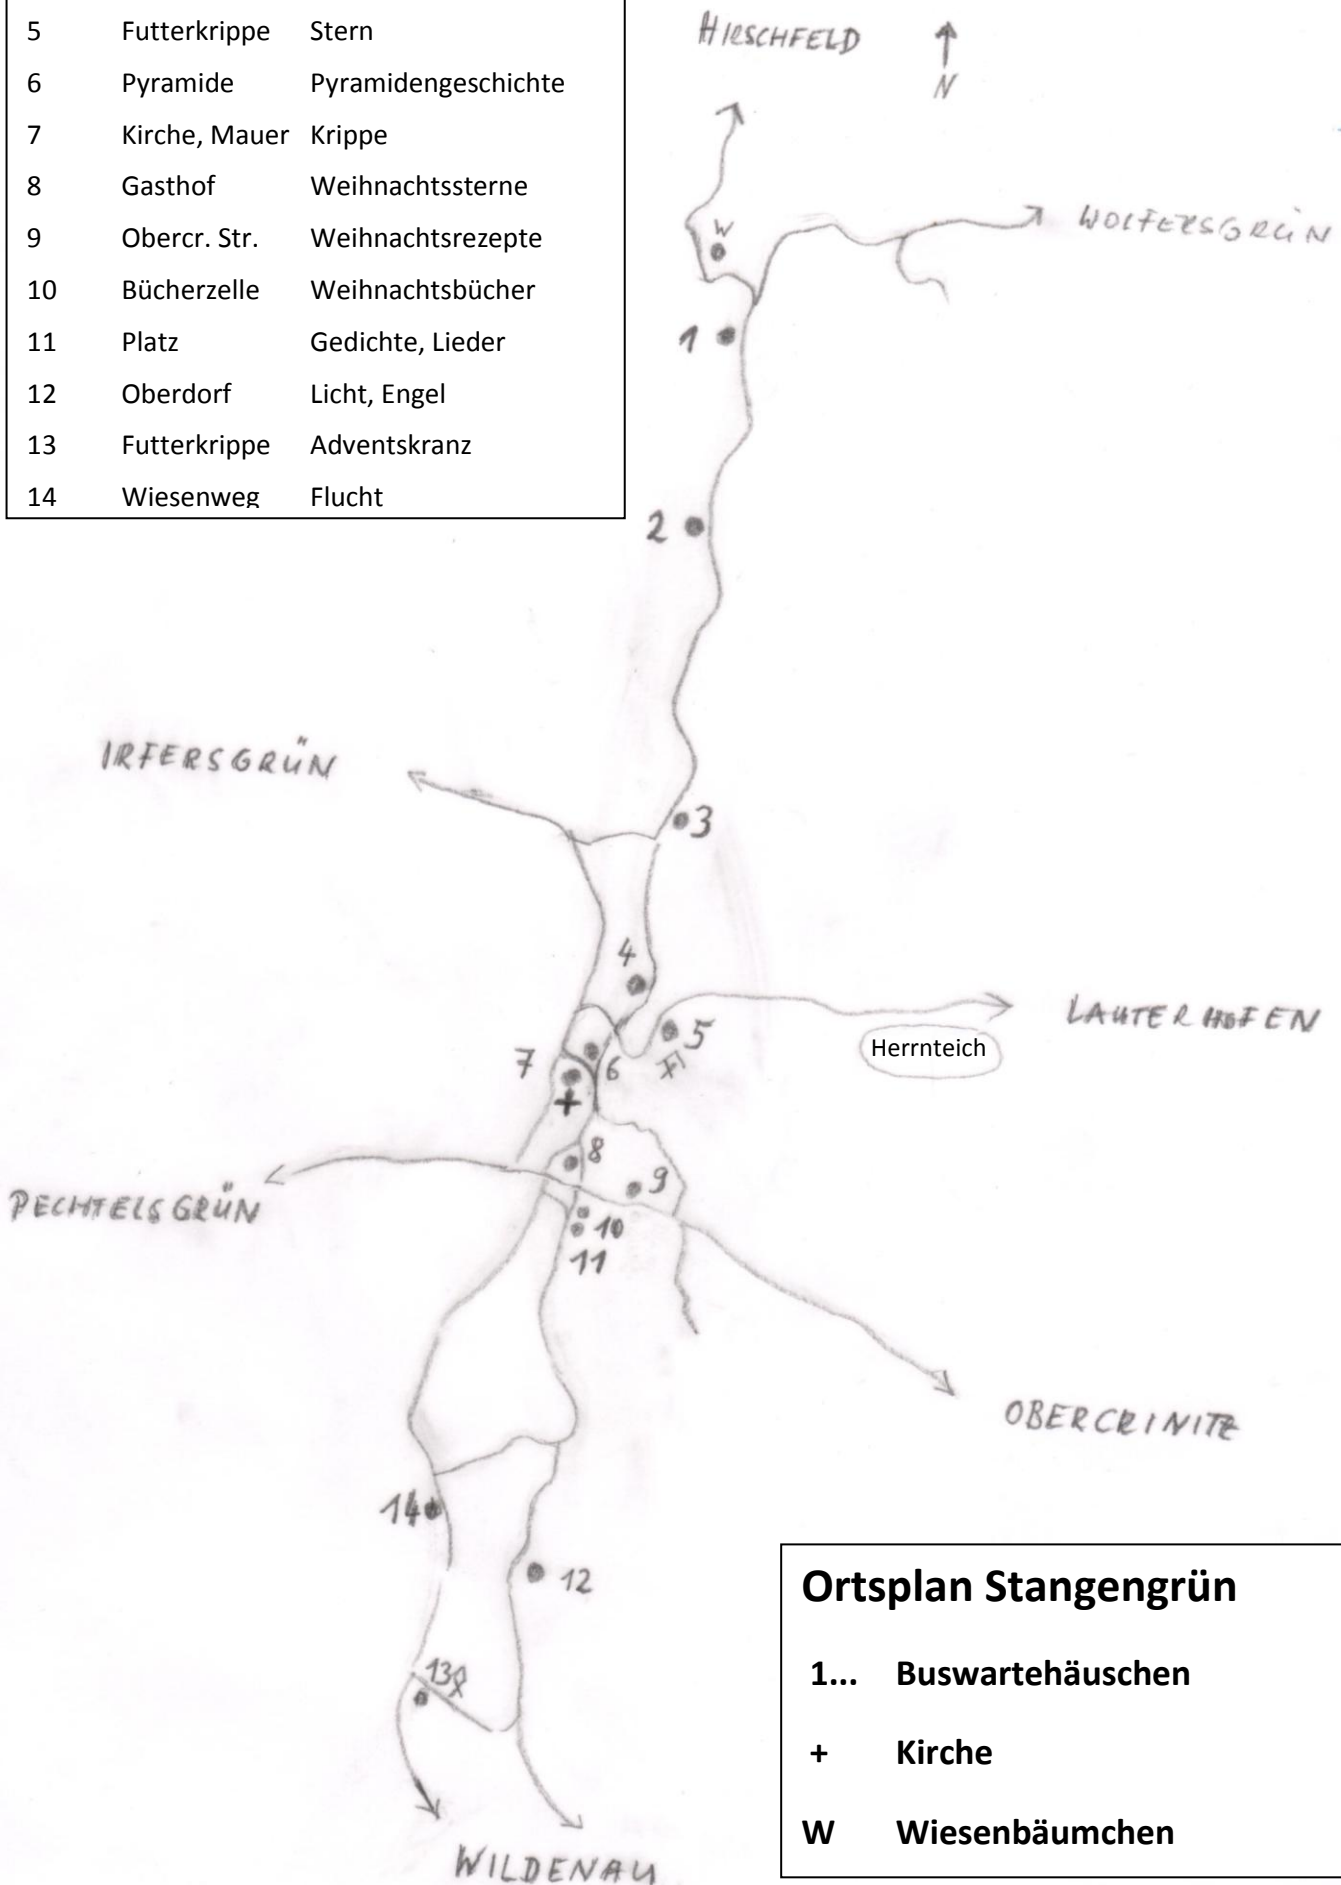 5 Futterkrippe Stern
6 Pyramide Pyramidengeschichte
7 Kirche, Mauer Krippe
8 Gasthof Weihnachtssterne
9 Obercr. Str. Weihnachtsrezepte
10 Bücherzelle Weihnachtsbücher
11 Platz Gedichte, Lieder
12 Oberdorf Licht, Engel
13 Futterkrippe Adventskranz
14 Wiesenweg Flucht
HIRSCHFELD
N
W
WOLFERSGRÜN
1
2
IRFERSGRÜN
3
4
LAUTERHOFEN
5
Herrnteich
7
6
+
8
9
PECHTELSGRÜN
10
11
OBERCRINITZ
14
12
13
WILDENAU
Ortsplan Stangengrün
1... Buswartehäuschen
+ Kirche
W Wiesenbäumchen